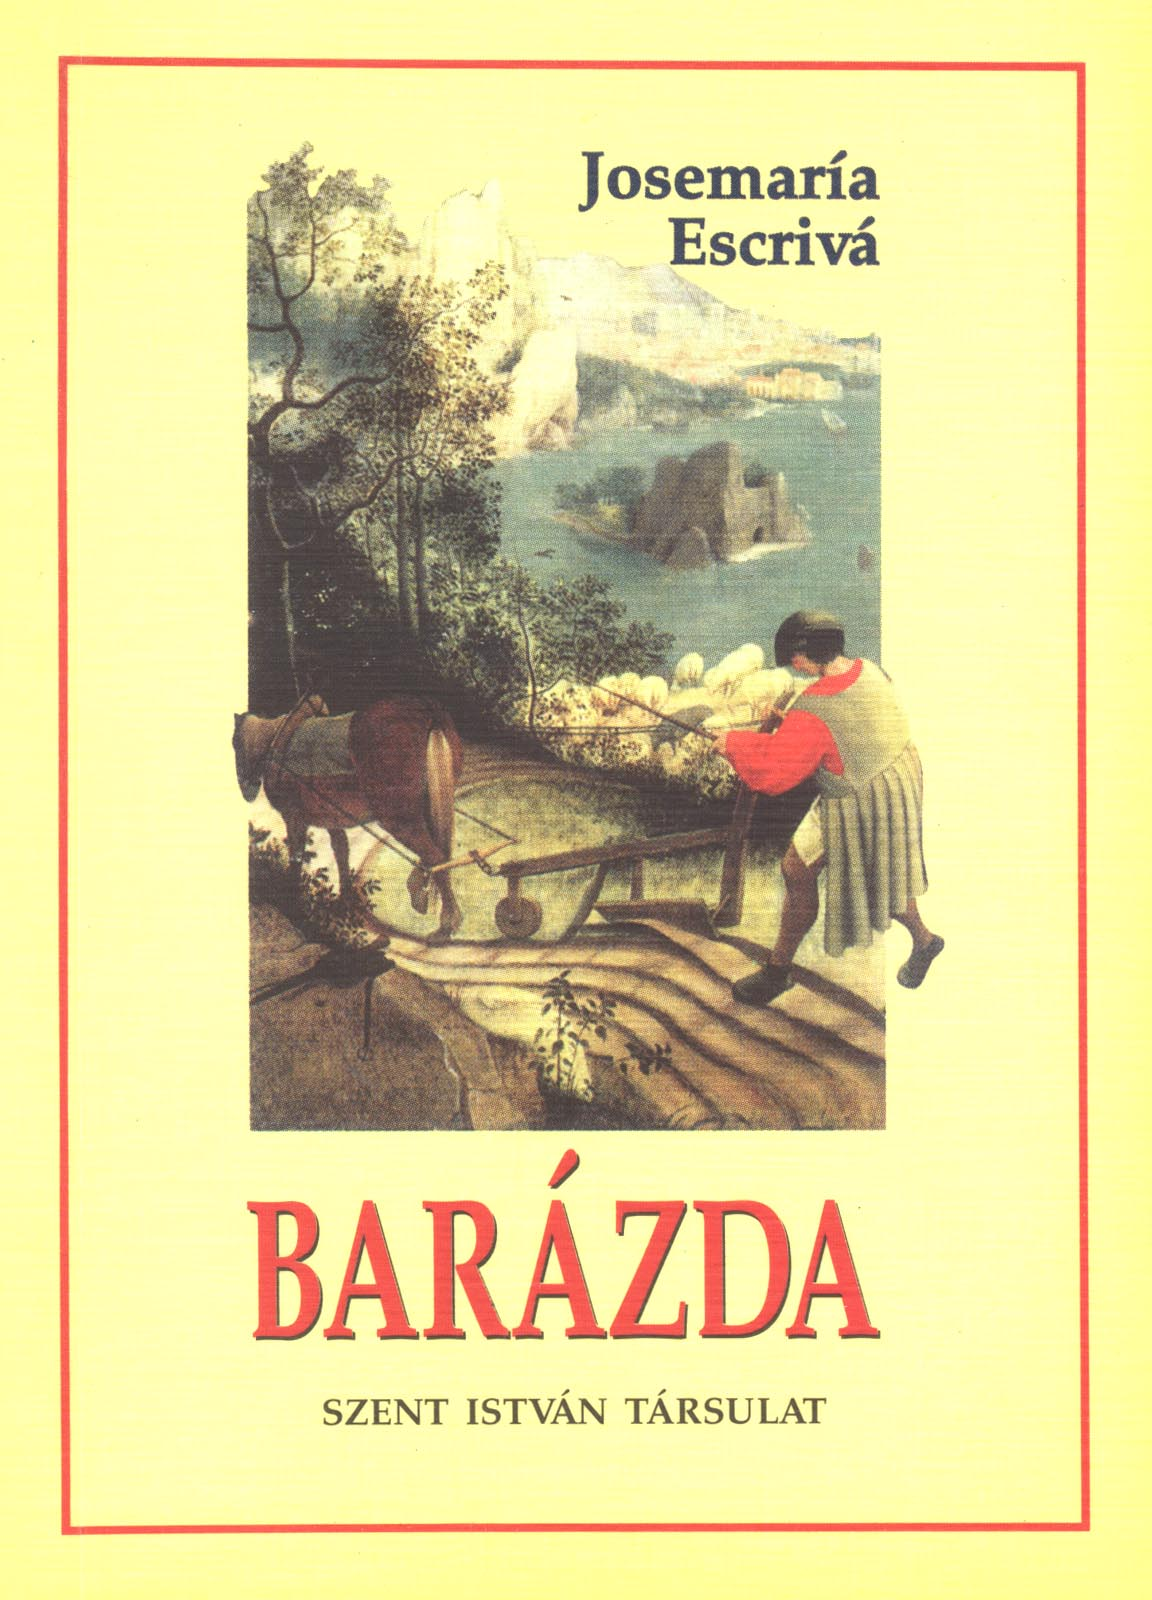 Josemaría
Escrivá
BARÁZDA
SZENT ISTVÁN TÁRSULAT